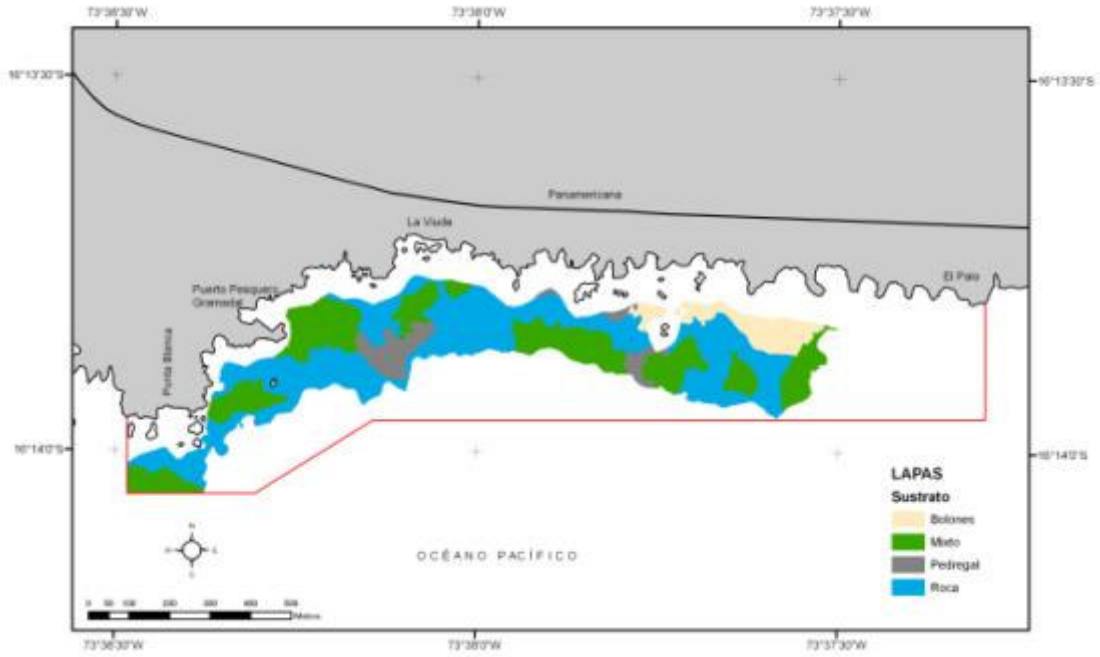 73°38'30"W 73°38'0"W 73°37'30"W
16°13'30"S 16°13'30"S
Panamericana
La Viuda
El Palo
Puerto Pesquero
Gramadal
Punta Blanca
16°14'0"S 16°14'0"S
LAPAS
Sustrato
Bolones
Mixto
Pedregal
Roca
N
S
OCÉANO PACÍFICO
0 50 100 200 300 400 500
Metros
73°38'30"W 73°38'0"W 73°37'30"W